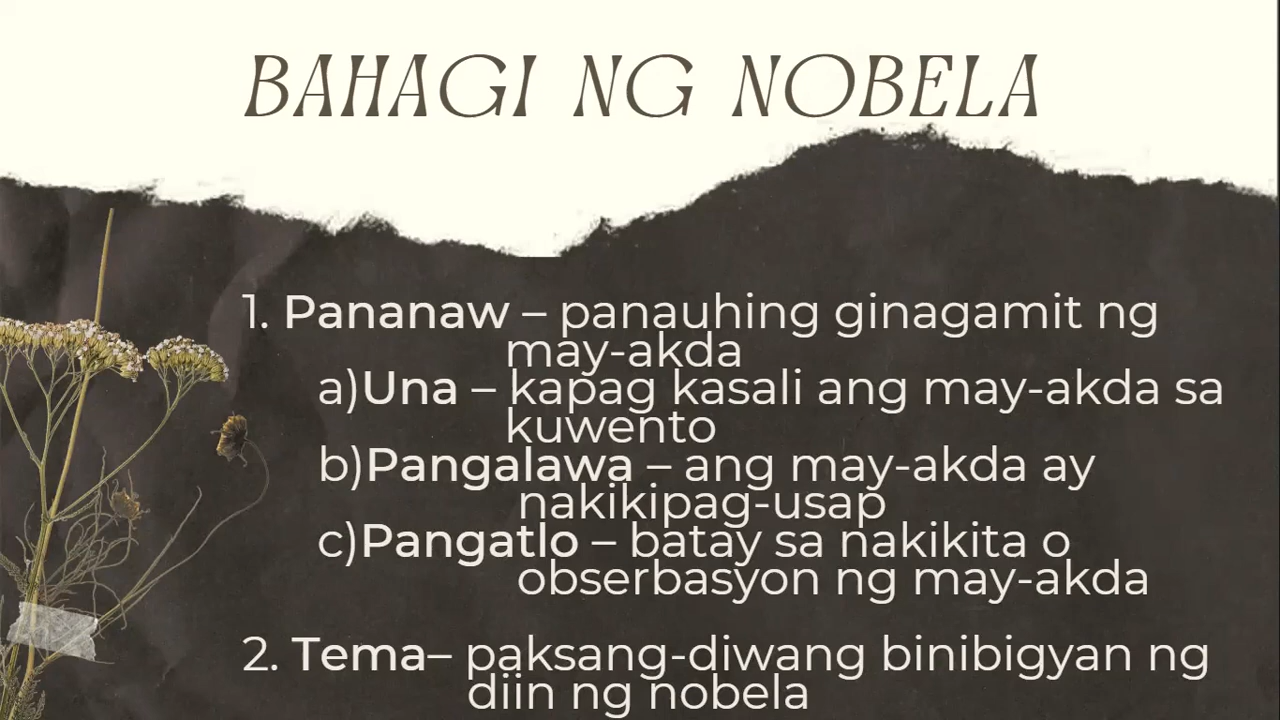 BAHAGI NG NOBELA
1. Pananaw – panauhing ginagamit ng
may-akda
a)Una – kapag kasali ang may-akda sa
kuwento
b)Pangalawa – ang may-akda ay
nakikipag-usap
c)Pangatlo – batay sa nakikita o
obserbasyon ng may-akda
2. Tema– paksang-diwang binibigyan ng
diin ng nobela